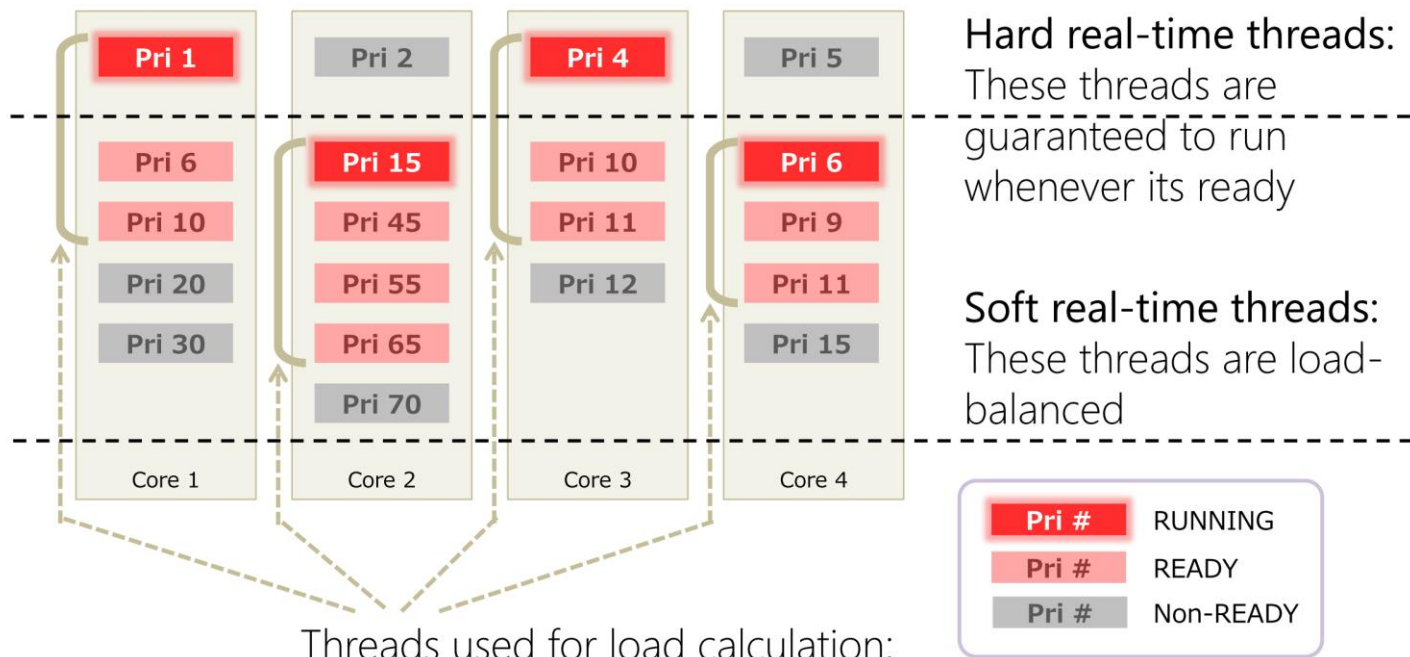 Pri 1
Pri 6
Pri 10
Pri 20
Pri 30
Core 1
Pri 2
Pri 15
Pri 45
Pri 55
Pri 65
Pri 70
Core 2
Pri 4
Pri 10
Pri 11
Pri 12
Core 3
Pri 5
Pri 6
Pri 9
Pri 11
Pri 15
Core 4
Hard real-time threads:
These threads are
guaranteed to run
whenever its ready
Soft real-time threads:
These threads are load-
balanced
Pri # RUNNING
Pri # READY
Pri # Non-READY
Threads used for load calculation: